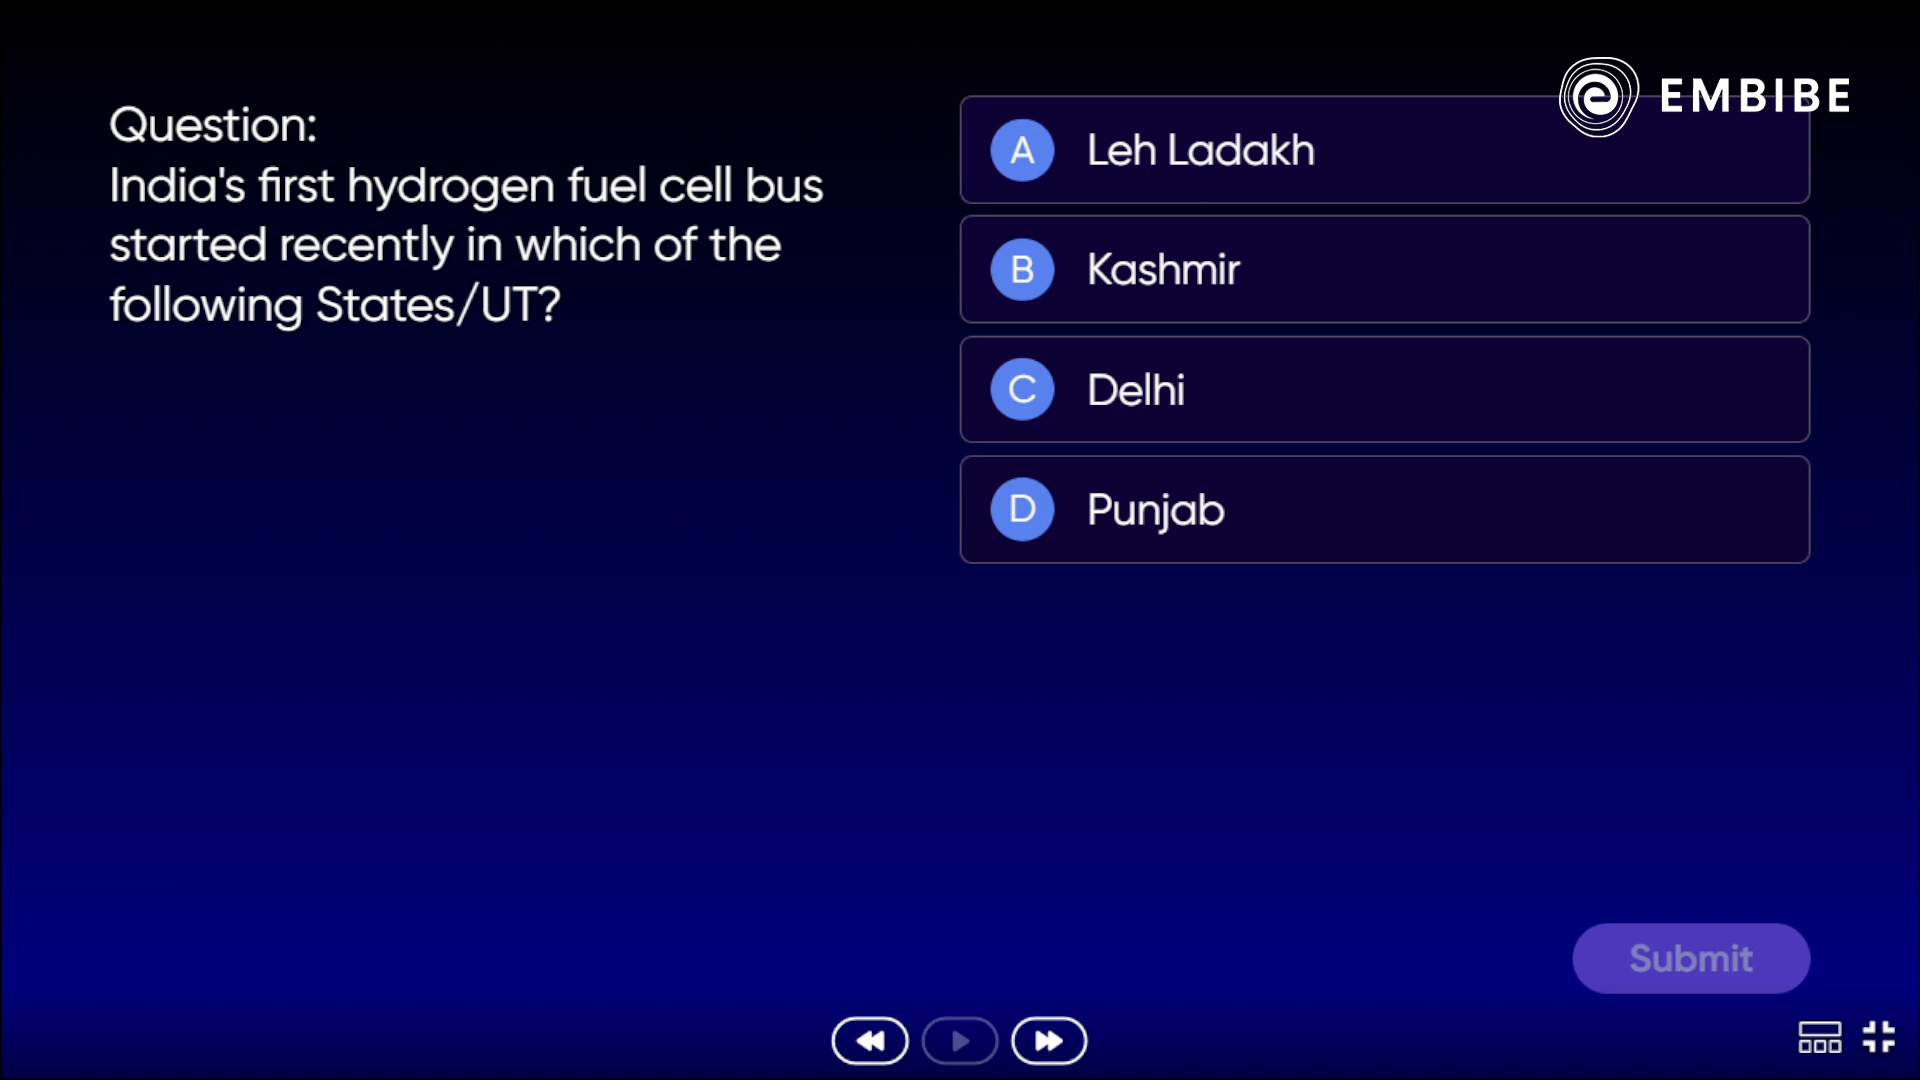 EMBIBE
Question:
India's first hydrogen fuel cell bus
started recently in which of the
following States/UT?
A Leh Ladakh
B Kashmir
C Delhi
D Punjab
Submit